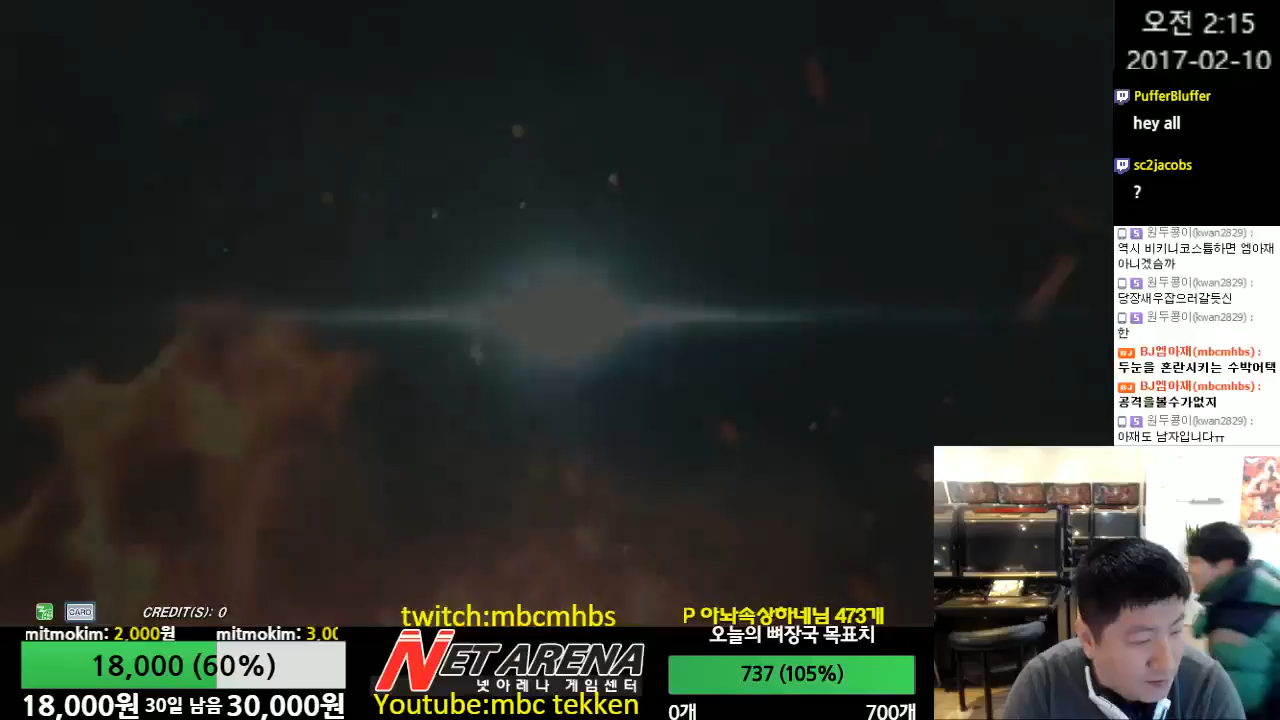 오전 2:15
2017-02-10
PufferBluffer
hey all
sc2jacobs
?
원두콩이(kwan2829) :
역시 비키니코스튬하면 엠아재
아니겠슴까
원두콩이(kwan2829) :
당장새우잡으러갈듯신
원두콩이(kwan2829) :
한
BJ엠아재(mbcmhbs) :
두눈을 혼란시키는 수박어택
BJ엠아재(mbcmhbs) :
공격을볼수가없지
원두콩이(kwan2829) :
아재도 남자입니다ㅠ
CARD
CREDIT(S): 0
mitmokim: 2,000원 mitmokim: 3,00
18,000 (60%)
18,000원 30일 남음 30,000원
twitch:mbcmhbs
NET ARENA
넷아레나 게임센터
Youtube:mbc tekken
P 아놔속상하네님 473개
오늘의 뼈장국 목표치
737 (105%)
0개 700개